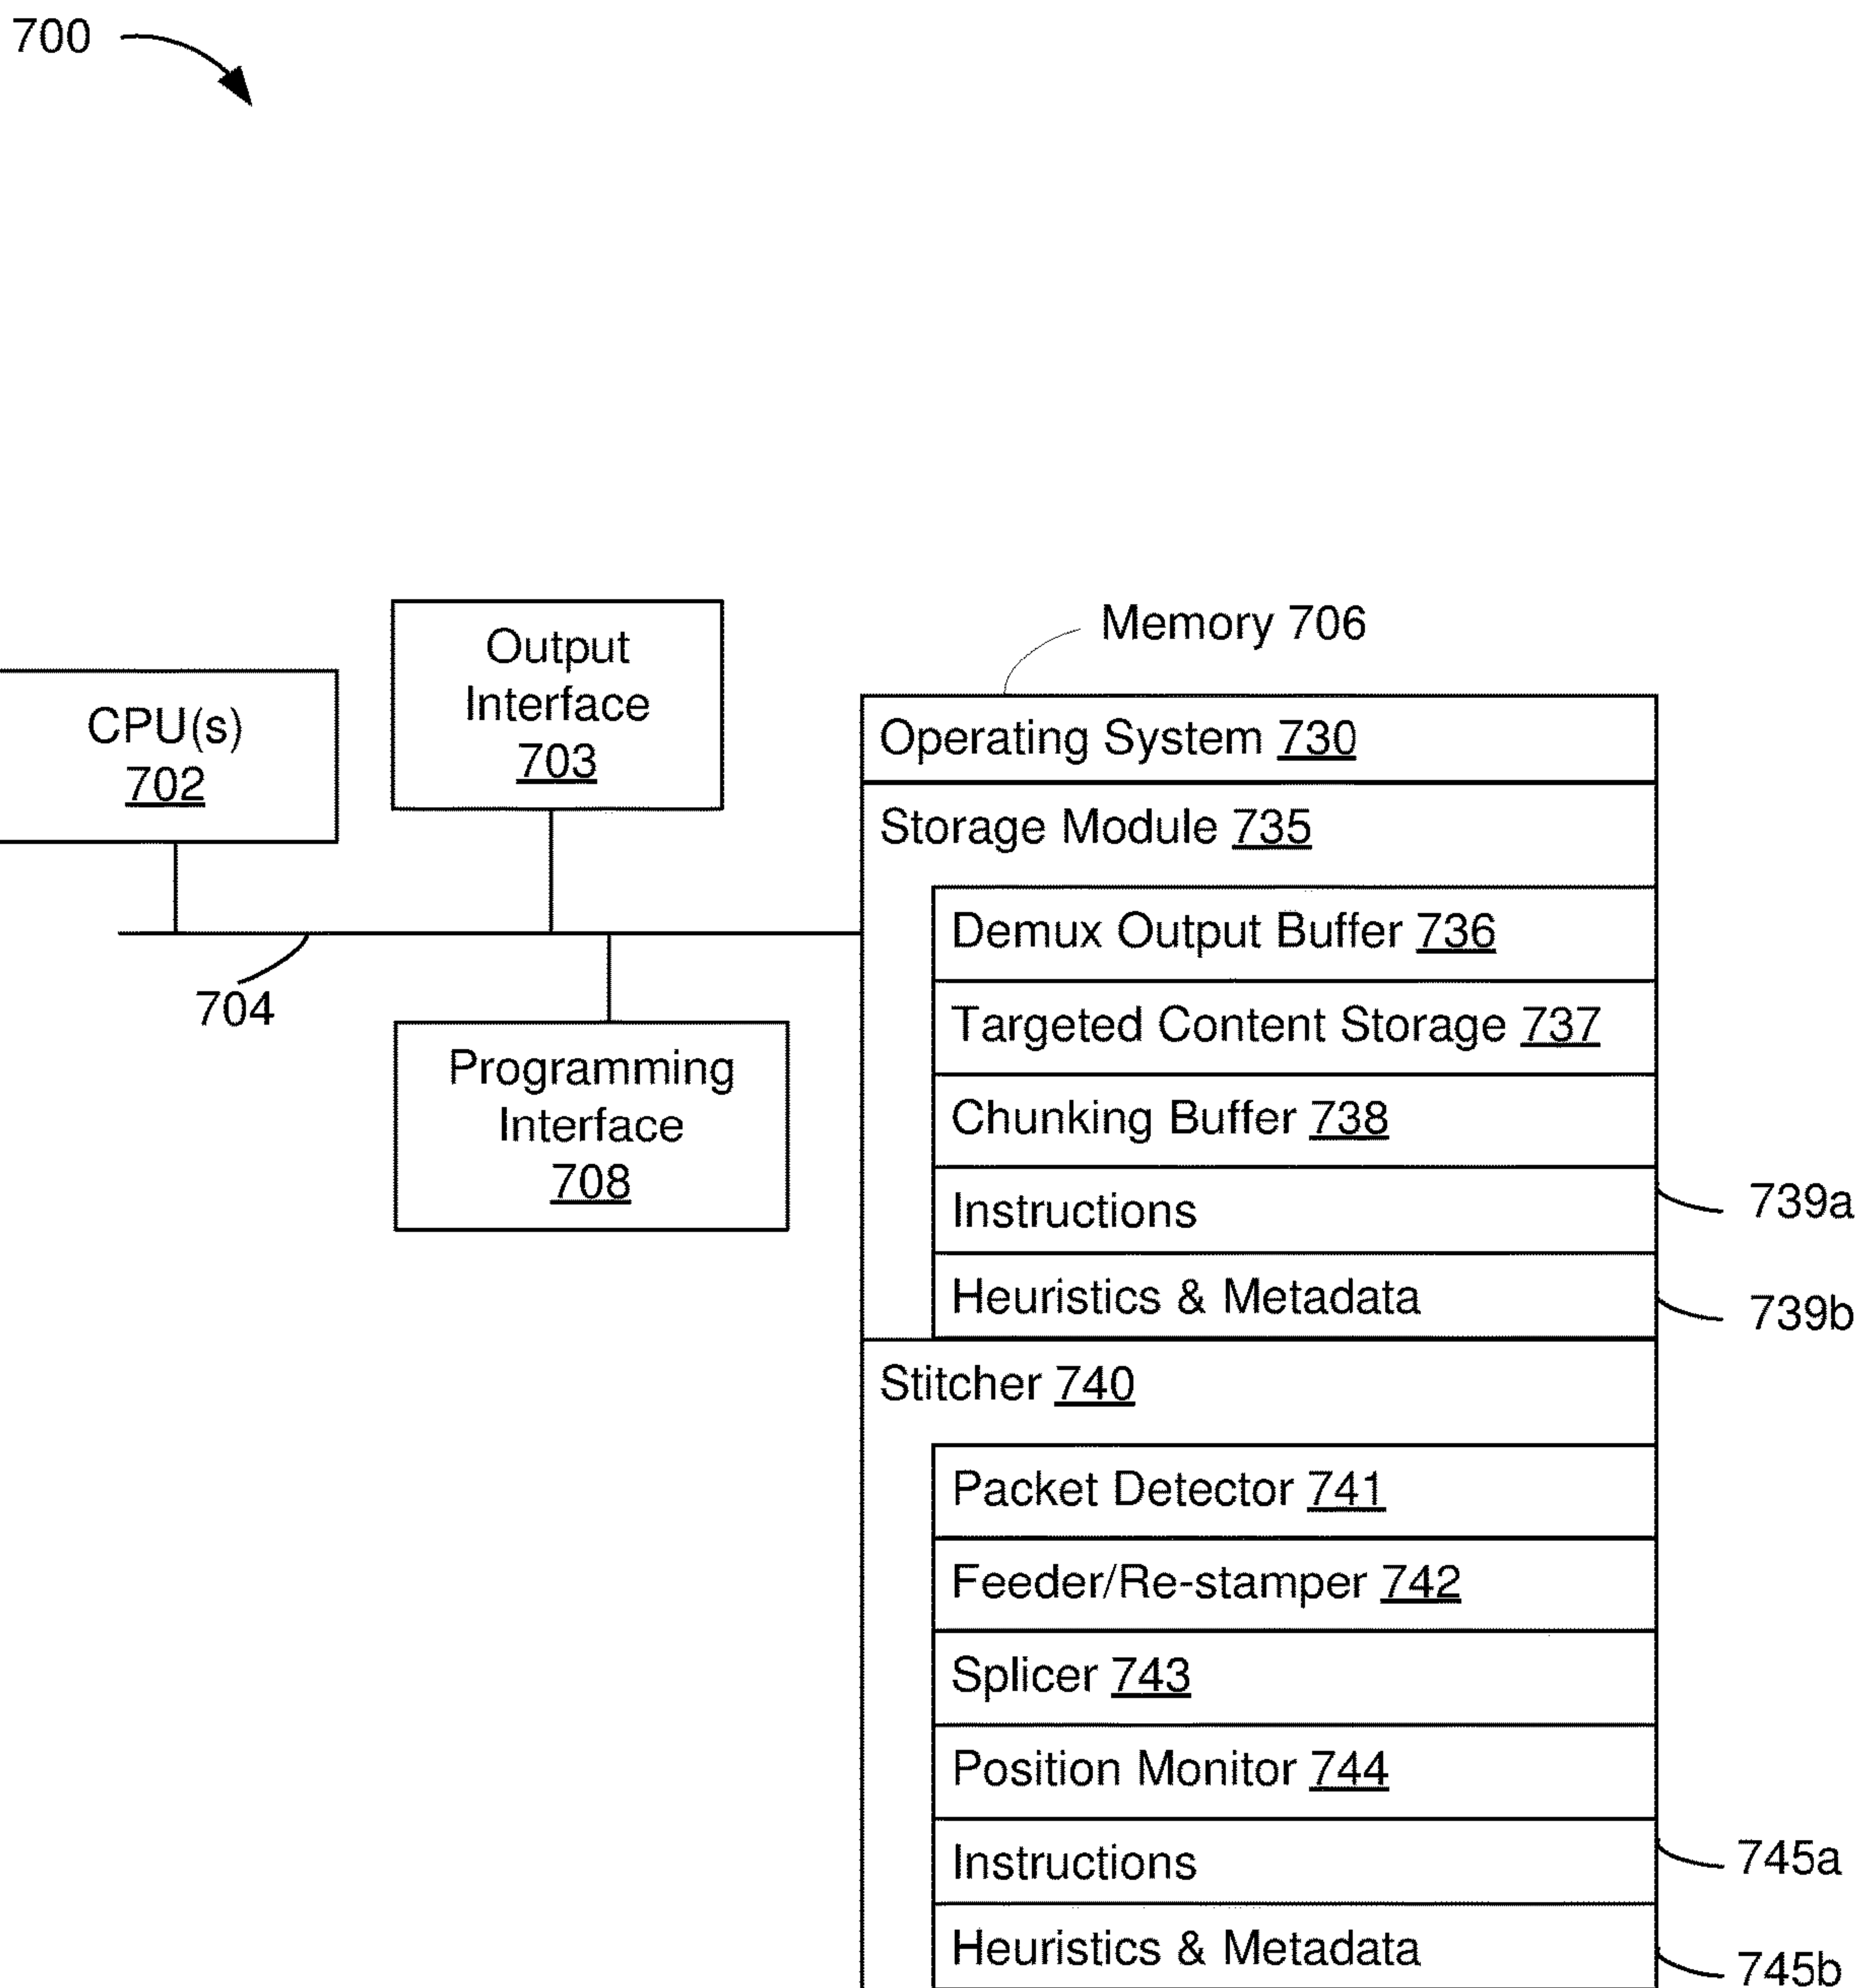 700
Output
Interface
703
Memory 706
CPU(s)
702
Operating System 730
Storage Module 735
Demux Output Buffer 736
704
Targeted Content Storage 737
Programming
Interface
708
Chunking Buffer 738
Instructions
739a
Heuristics & Metadata
739b
Stitcher 740
Packet Detector 741
Feeder/Re-stamper 742
Splicer 743
Position Monitor 744
Instructions
745a
Heuristics & Metadata
745b